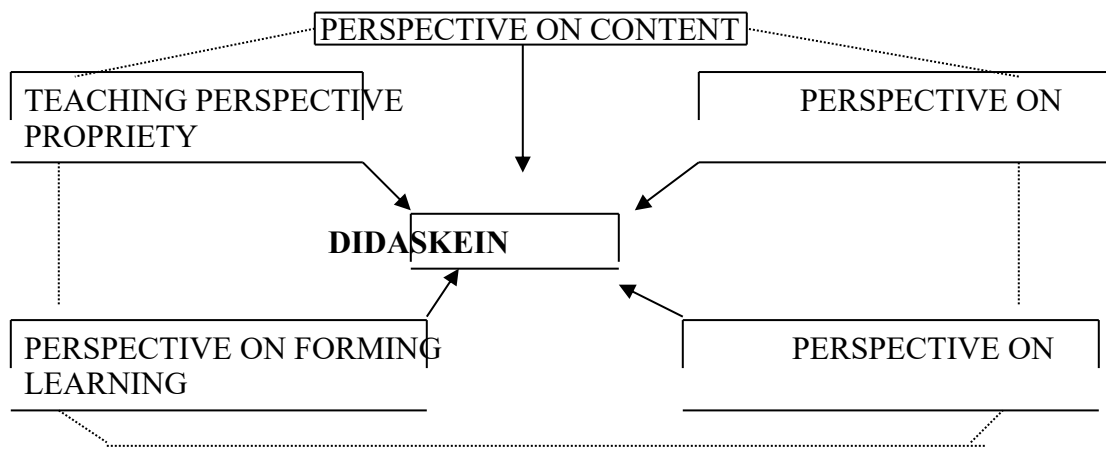 PERSPECTIVE ON CONTENT
TEACHING PERSPECTIVE
PROPRIETY
PERSPECTIVE ON
DIDASKEIN
PERSPECTIVE ON FORMING
LEARNING
PERSPECTIVE ON